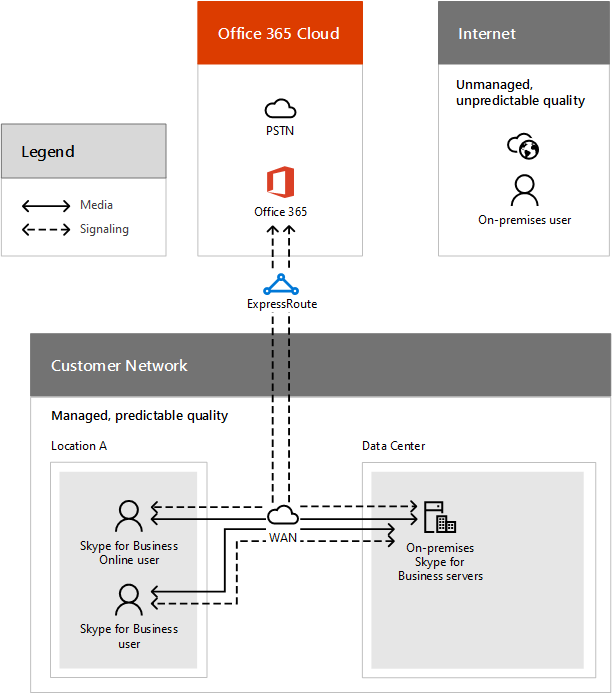 Office 365 Cloud
Internet
Unmanaged,
unpredictable quality
PSTN
Legend
Media
Signaling
Office 365
On-premises user
ExpressRoute
Customer Network
Managed, predictable quality
Location A
Data Center
Skype for Business
Online user
WAN
On-premises
Skype for
Business servers
Skype for Business
user